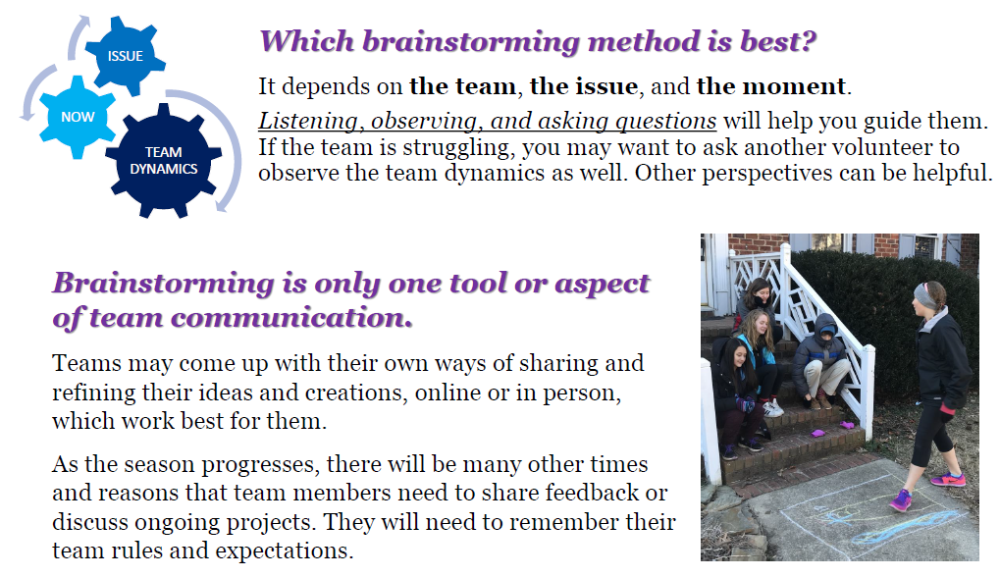 ISSUE
NOW
TEAM
DYNAMICS
Which brainstorming method is best?
It depends on the team, the issue, and the moment.
Listening, observing, and asking questions will help you guide them.
If the team is struggling, you may want to ask another volunteer to
observe the team dynamics as well. Other perspectives can be helpful.
Brainstorming is only one tool or aspect
of team communication.
Teams may come up with their own ways of sharing and
refining their ideas and creations, online or in person,
which work best for them.
As the season progresses, there will be many other times
and reasons that team members need to share feedback or
discuss ongoing projects. They will need to remember their
team rules and expectations.